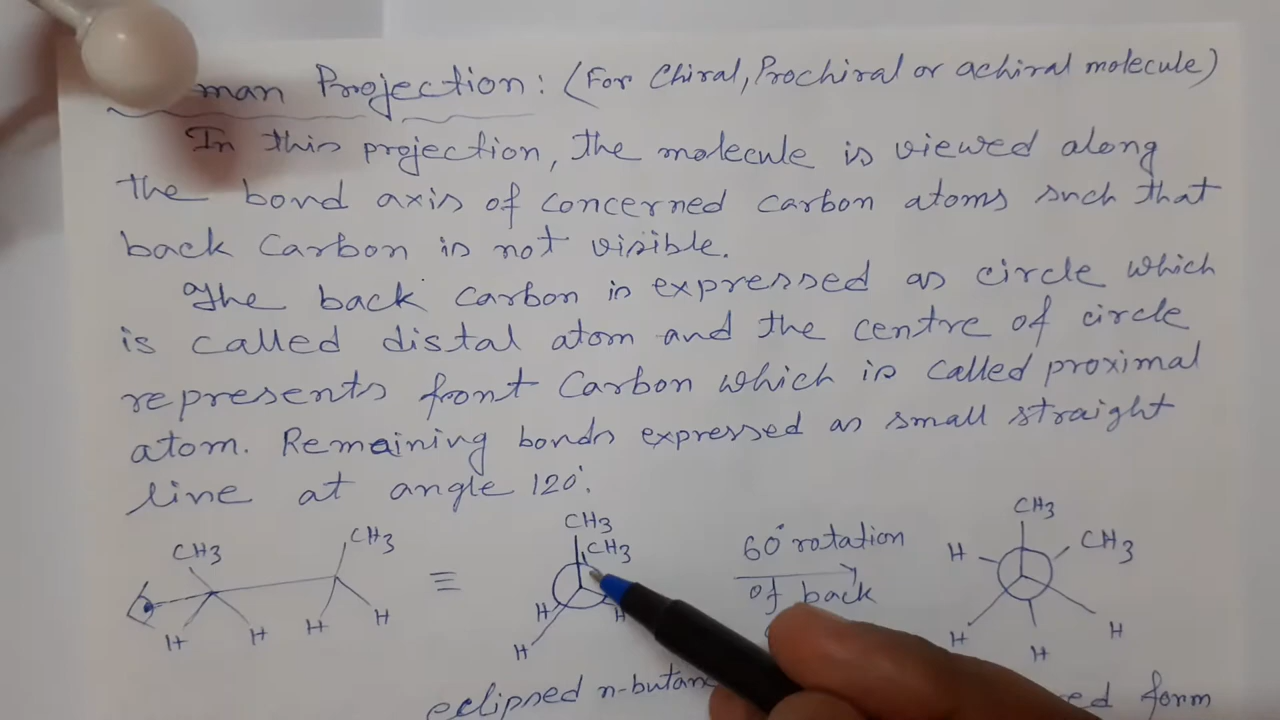 man Projection: (For Chiral, Prochiral or achiral molecule)
In this projection, the molecule is viewed along
the bond axis of concerned carbon atoms such that
back Carbon is not visible.
The back Carbon is expressed as circle which
is called distal atom and the centre of circle
represents front Carbon which is called proximal
atom. Remaining bonds expressed as small straight
line at angle 120°.
CH3 CH3
H H H H
≡
CH3
CH3
H H
H
60° rotation
of back
CH3
H CH3
H H
H
eclipsed n-butan
ed form